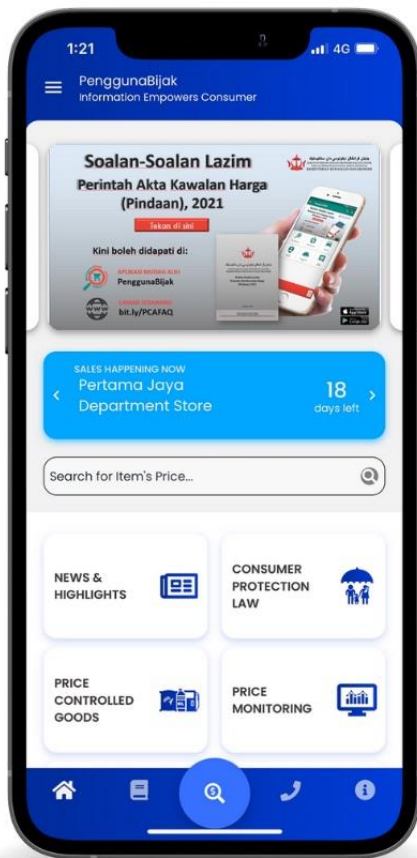 1:21
4G
PenggunaBijak
Information Empowers Consumer
Soalan-Soalan Lazim
Perintah Akta Kawalan Harga
(Pindaan), 2021
Tekan di sini
Kini boleh didapati di:
PenggunaBijak
bit.ly/PCAFAQ
SALES HAPPENING NOW
Pertama Jaya
Department Store
18
days left
Search for Item's Price...
NEWS &
HIGHLIGHTS
CONSUMER
PROTECTION
LAW
PRICE
CONTROLLED
GOODS
PRICE
MONITORING